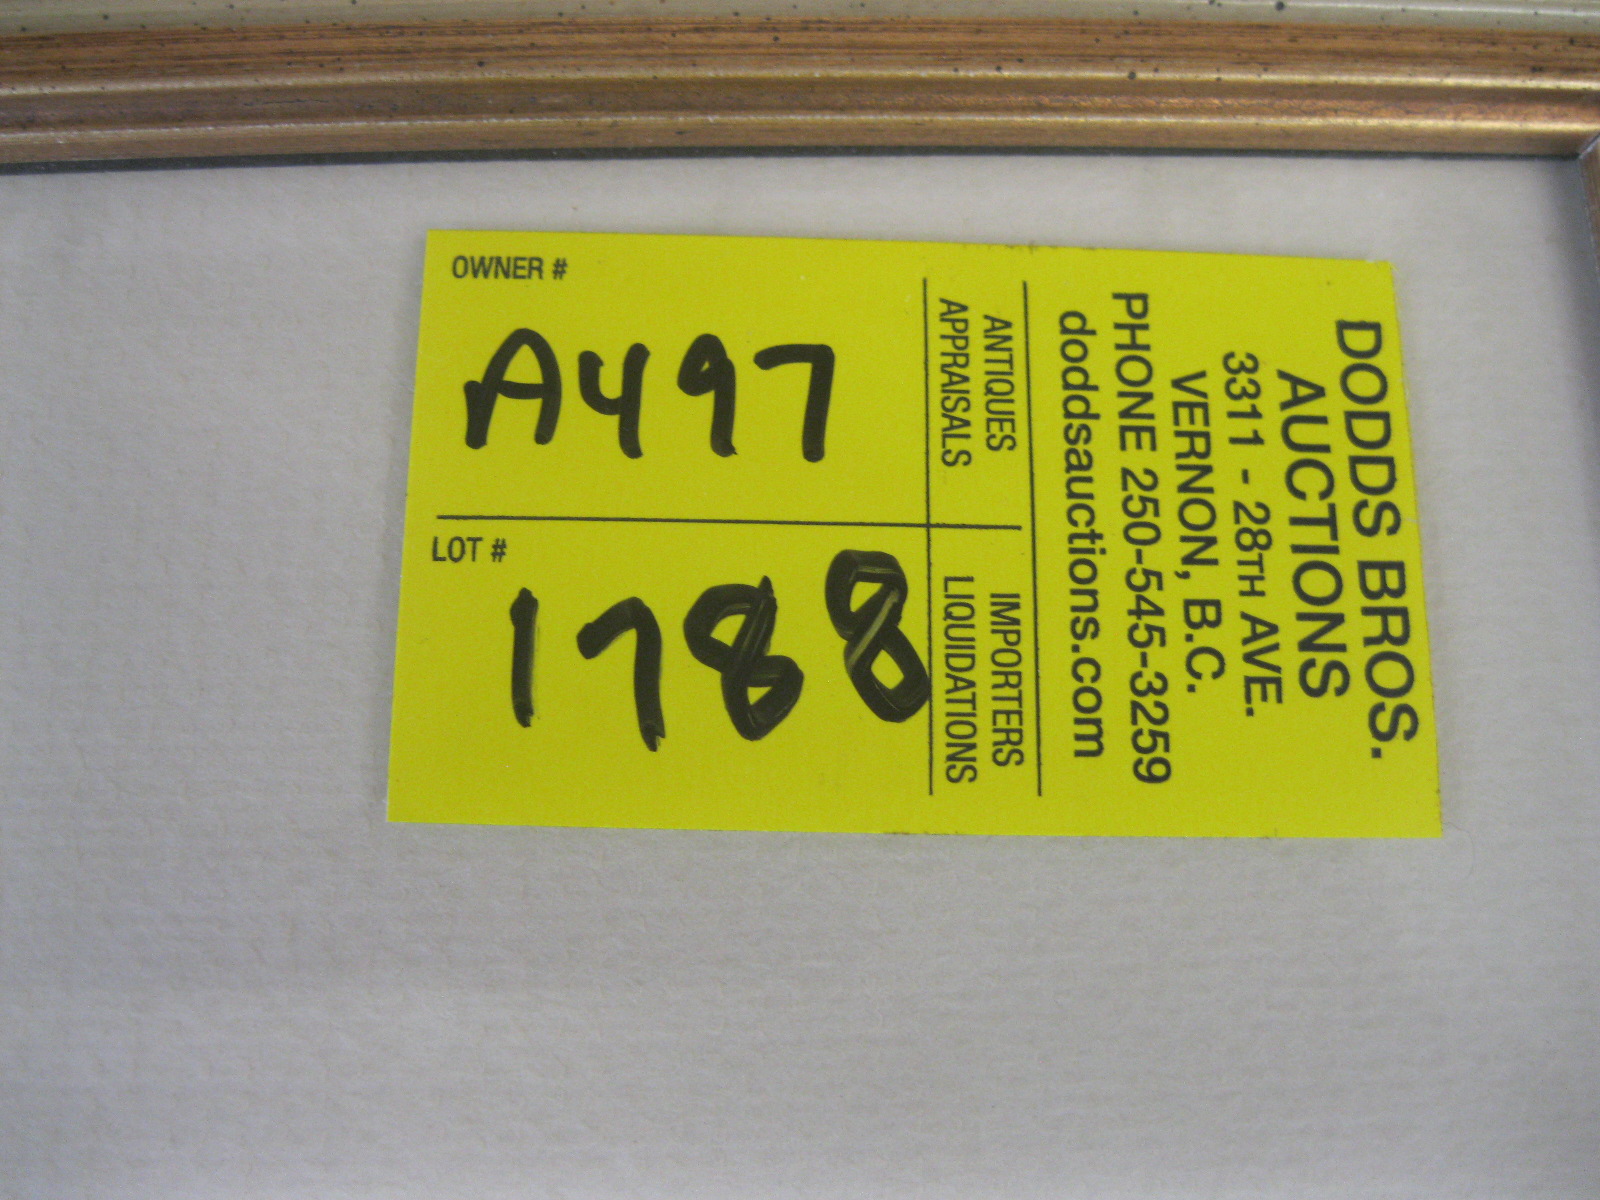 DODDS BROS.
AUCTIONS
3311 - 28TH AVE.
VERNON, B.C.
PHONE 250-545-3259
doddsauctions.com
ANTIQUES
APPRAISALS
IMPORTERS
LIQUIDATIONS
OWNER #
A497
LOT #
1788